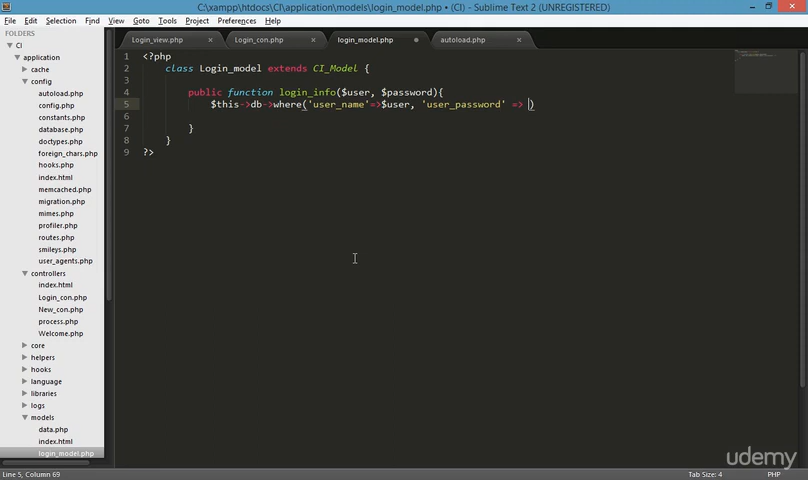 C:\xampp\htdocs\CI\application\models\login_model.php • (CI) - Sublime Text 2 (UNREGISTERED)
File Edit Selection Find View Goto Tools Project Preferences Help
FOLDERS
CI
application
cache
config
autoload.php
config.php
constants.php
database.php
doctypes.php
foreign_chars.php
hooks.php
index.html
memcached.php
migration.php
mimes.php
profiler.php
routes.php
smileys.php
user_agents.php
controllers
index.html
Login_con.php
New_con.php
process.php
Welcome.php
core
helpers
hooks
language
libraries
logs
models
data.php
index.html
login_model.php
Login_view.php Login_con.php login_model.php autoload.php
1 <?php
2 class Login_model extends CI_Model {
3
4 public function login_info($user, $password){
5 $this->db->where('user_name'=>$user, 'user_password' => )
6
7 }
8 }
9 ?>
udemy
Line 5, Column 69 Tab Size: 4 PHP